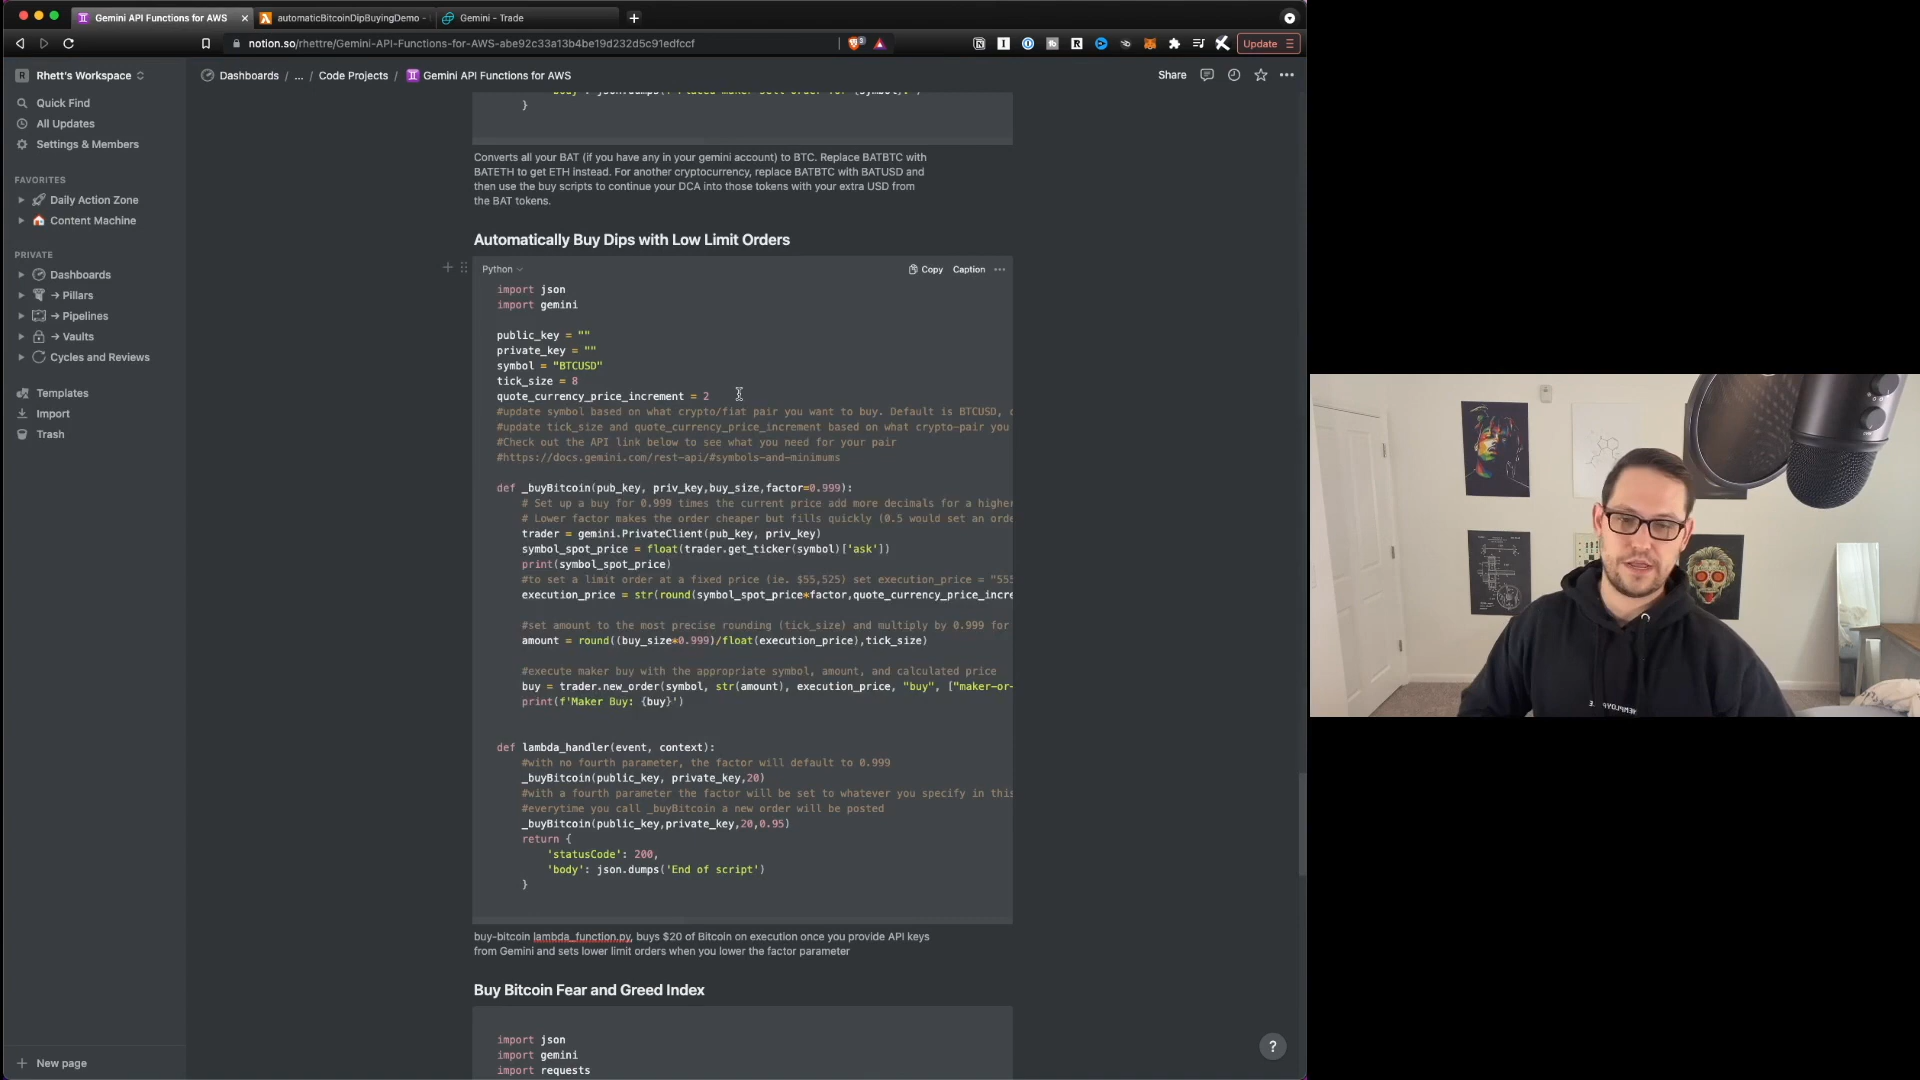 Gemini API Functions for AWS
automaticBitcoinDipBuyingDemo -
Gemini - Trade
notion.so/rhettre/Gemini-API-Functions-for-AWS-abe92c33a13b4be19d232d5c91edfccf
Update
Rhett's Workspace
Dashboards / ... / Code Projects / Gemini API Functions for AWS
Share
Quick Find
All Updates
Settings & Members
FAVORITES
Daily Action Zone
Content Machine
PRIVATE
Dashboards
→ Pillars
→ Pipelines
→ Vaults
Cycles and Reviews
Templates
Import
Trash
New page
}
Converts all your BAT (if you have any in your gemini account) to BTC. Replace BATBTC with
BATETH to get ETH instead. For another cryptocurrency, replace BATBTC with BATUSD and
then use the buy scripts to continue your DCA into those tokens with your extra USD from
the BAT tokens.
Automatically Buy Dips with Low Limit Orders
Python
Copy Caption
import json
import gemini
public_key = ""
private_key = ""
symbol = "BTCUSD"
tick_size = 8
quote_currency_price_increment = 2
#update symbol based on what crypto/fiat pair you want to buy. Default is BTCUSD,
#update tick_size and quote_currency_price_increment based on what crypto-pair you
#Check out the API link below to see what you need for your pair
#https://docs.gemini.com/rest-api/#symbols-and-minimums
def _buyBitcoin(pub_key, priv_key,buy_size,factor=0.999):
# Set up a buy for 0.999 times the current price add more decimals for a higher
# Lower factor makes the order cheaper but fills quickly (0.5 would set an orde
trader = gemini.PrivateClient(pub_key, priv_key)
symbol_spot_price = float(trader.get_ticker(symbol)['ask'])
print(symbol_spot_price)
#to set a limit order at a fixed price (ie. $55,525) set execution_price = "555
execution_price = str(round(symbol_spot_price*factor,quote_currency_price_incre
#set amount to the most precise rounding (tick_size) and multiply by 0.999 for
amount = round((buy_size*0.999)/float(execution_price),tick_size)
#execute maker buy with the appropriate symbol, amount, and calculated price
buy = trader.new_order(symbol, str(amount), execution_price, "buy", ["maker-or-
print(f'Maker Buy: {buy}')
def lambda_handler(event, context):
#with no fourth parameter, the factor will default to 0.999
_buyBitcoin(public_key, private_key,20)
#with a fourth parameter the factor will be set to whatever you specify in this
#everytime you call _buyBitcoin a new order will be posted
_buyBitcoin(public_key,private_key,20,0.95)
return {
'statusCode': 200,
'body': json.dumps('End of script')
}
buy-bitcoin lambda_function.py, buys $20 of Bitcoin on execution once you provide API keys
from Gemini and sets lower limit orders when you lower the factor parameter
Buy Bitcoin Fear and Greed Index
import json
import gemini
import requests
?